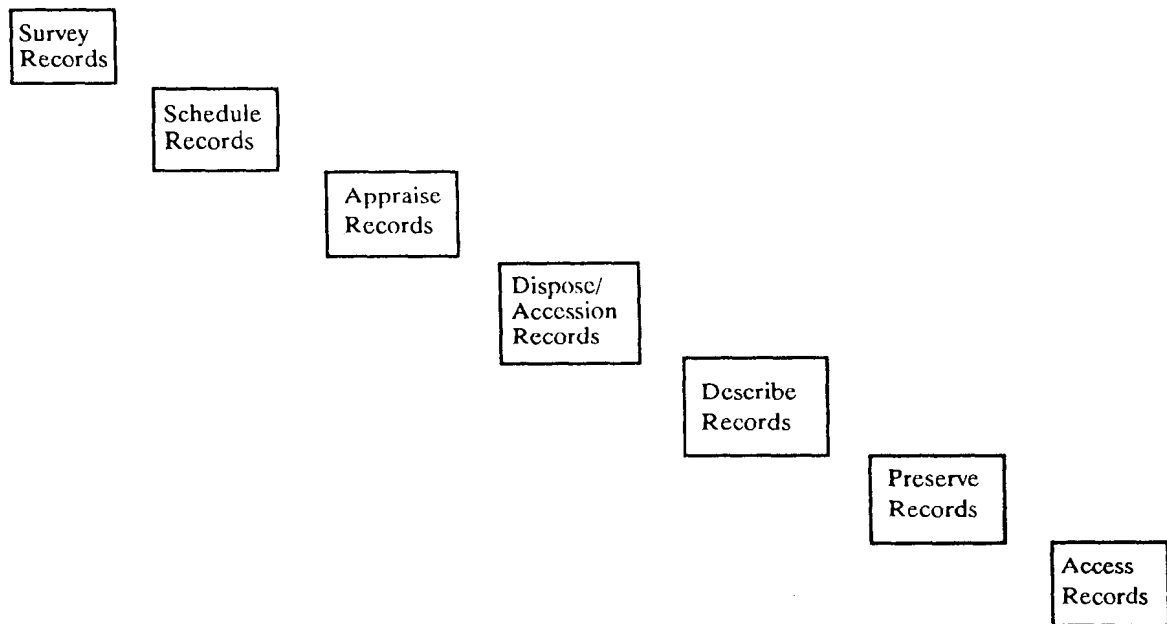 Survey
Records
Schedule
Records
Appraise
Records
Dispose/
Accession
Records
Describe
Records
Preserve
Records
Access
Records